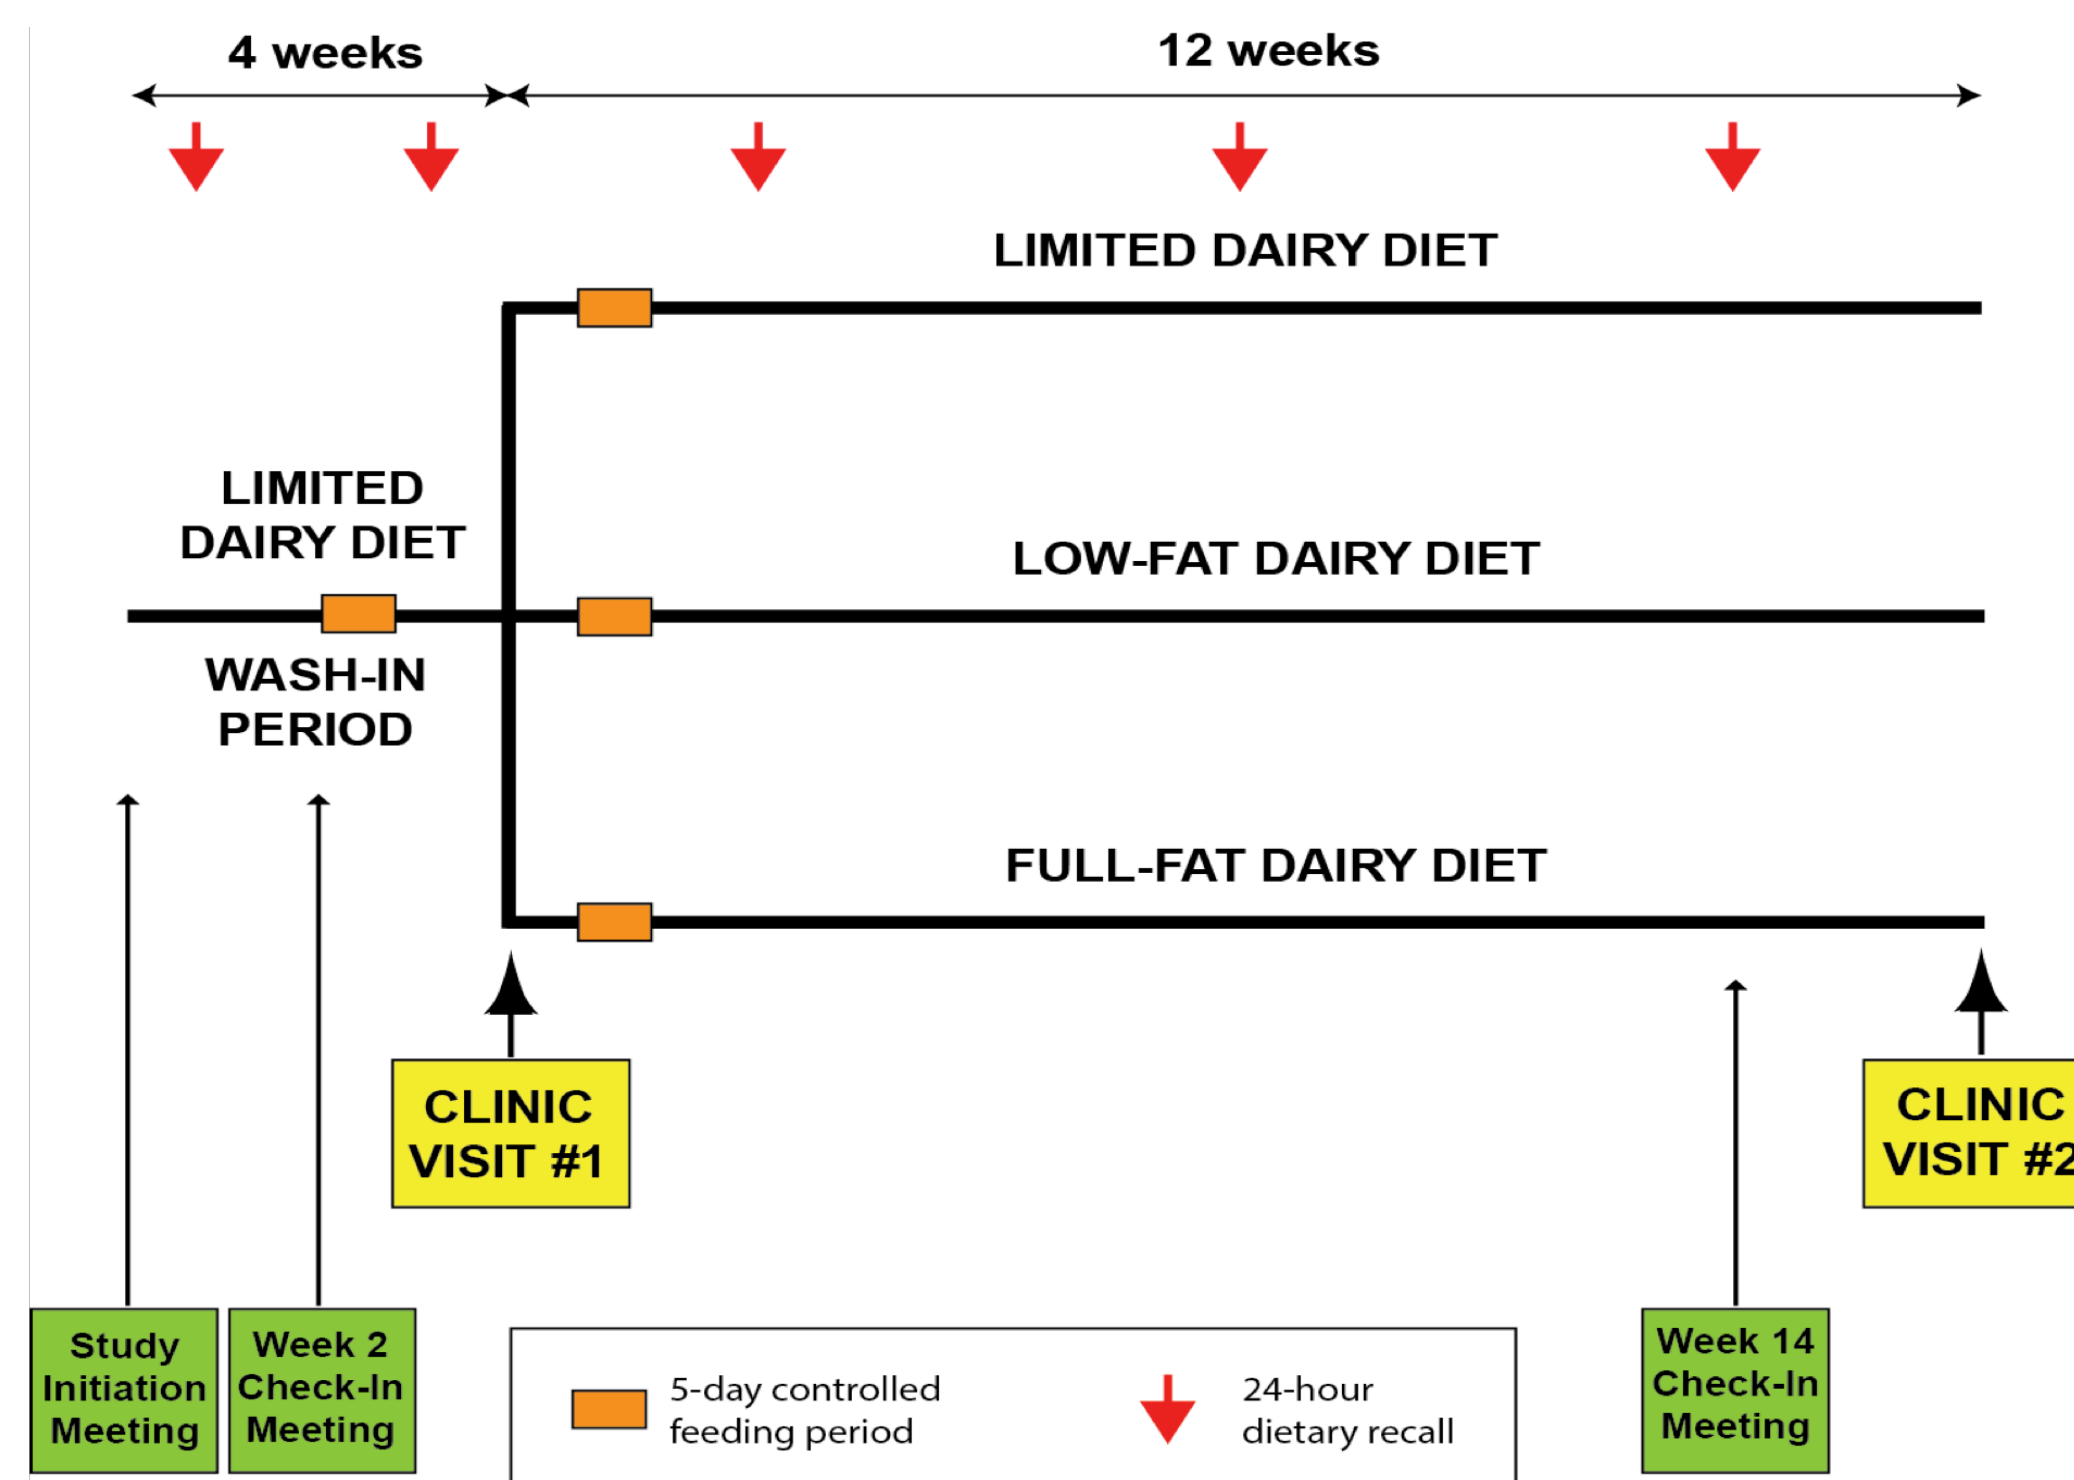 4 weeks
12 weeks
LIMITED DAIRY DIET
LIMITED
DAIRY DIET
LOW-FAT DAIRY DIET
WASH-IN
PERIOD
FULL-FAT DAIRY DIET
CLINIC
VISIT #1
CLINIC
VISIT #2
Study
Initiation
Meeting
Week 2
Check-In
Meeting
5-day controlled
feeding period
24-hour
dietary recall
Week 14
Check-In
Meeting